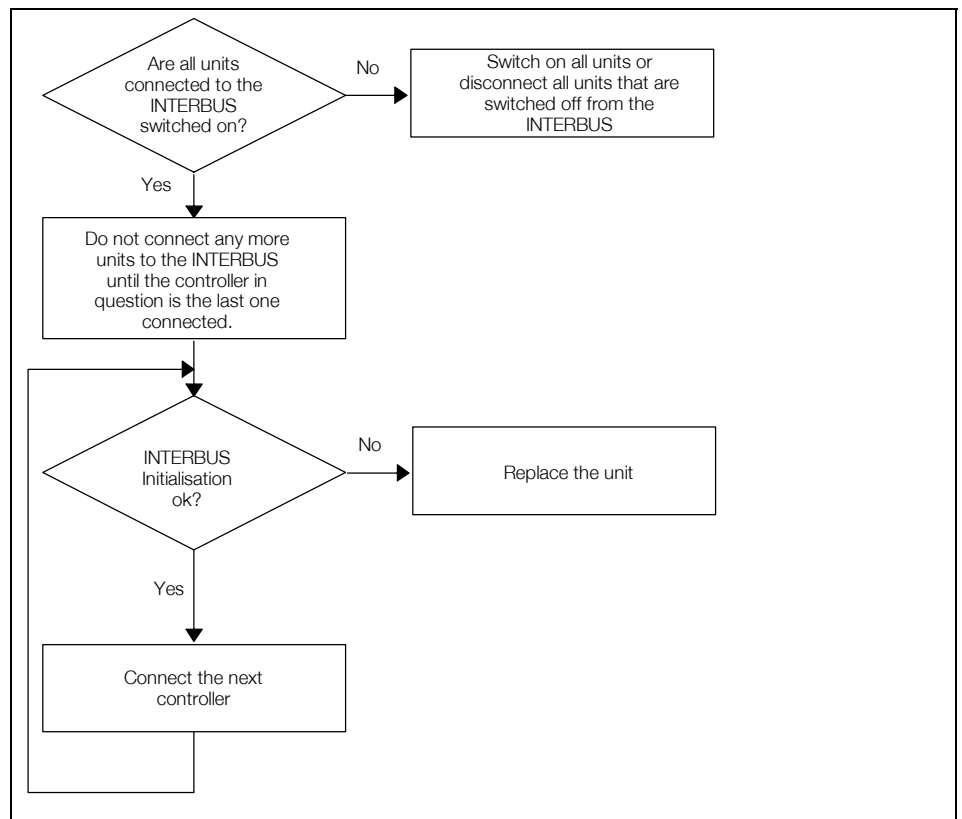 Are all units
connected to the
INTERBUS
switched on?
No
Switch on all units or
disconnect all units that are
switched off from the
INTERBUS
Yes
Do not connect any more
units to the INTERBUS
until the controller in
question is the last one
connected.
INTERBUS
Initialisation
ok?
No
Replace the unit
Yes
Connect the next
controller